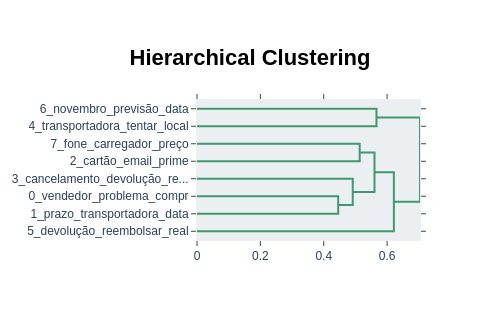 Hierarchical Clustering
6_novembro_previsão_data
4_transportadora_tentar_local
7_fone_carregador_preço
2_cartão_email_prime
3_cancelamento_devolução_re...
0_vendedor_problema_compr
1_prazo_transportadora_data
5_devolução_reembolsar_real
0 0.2 0.4 0.6